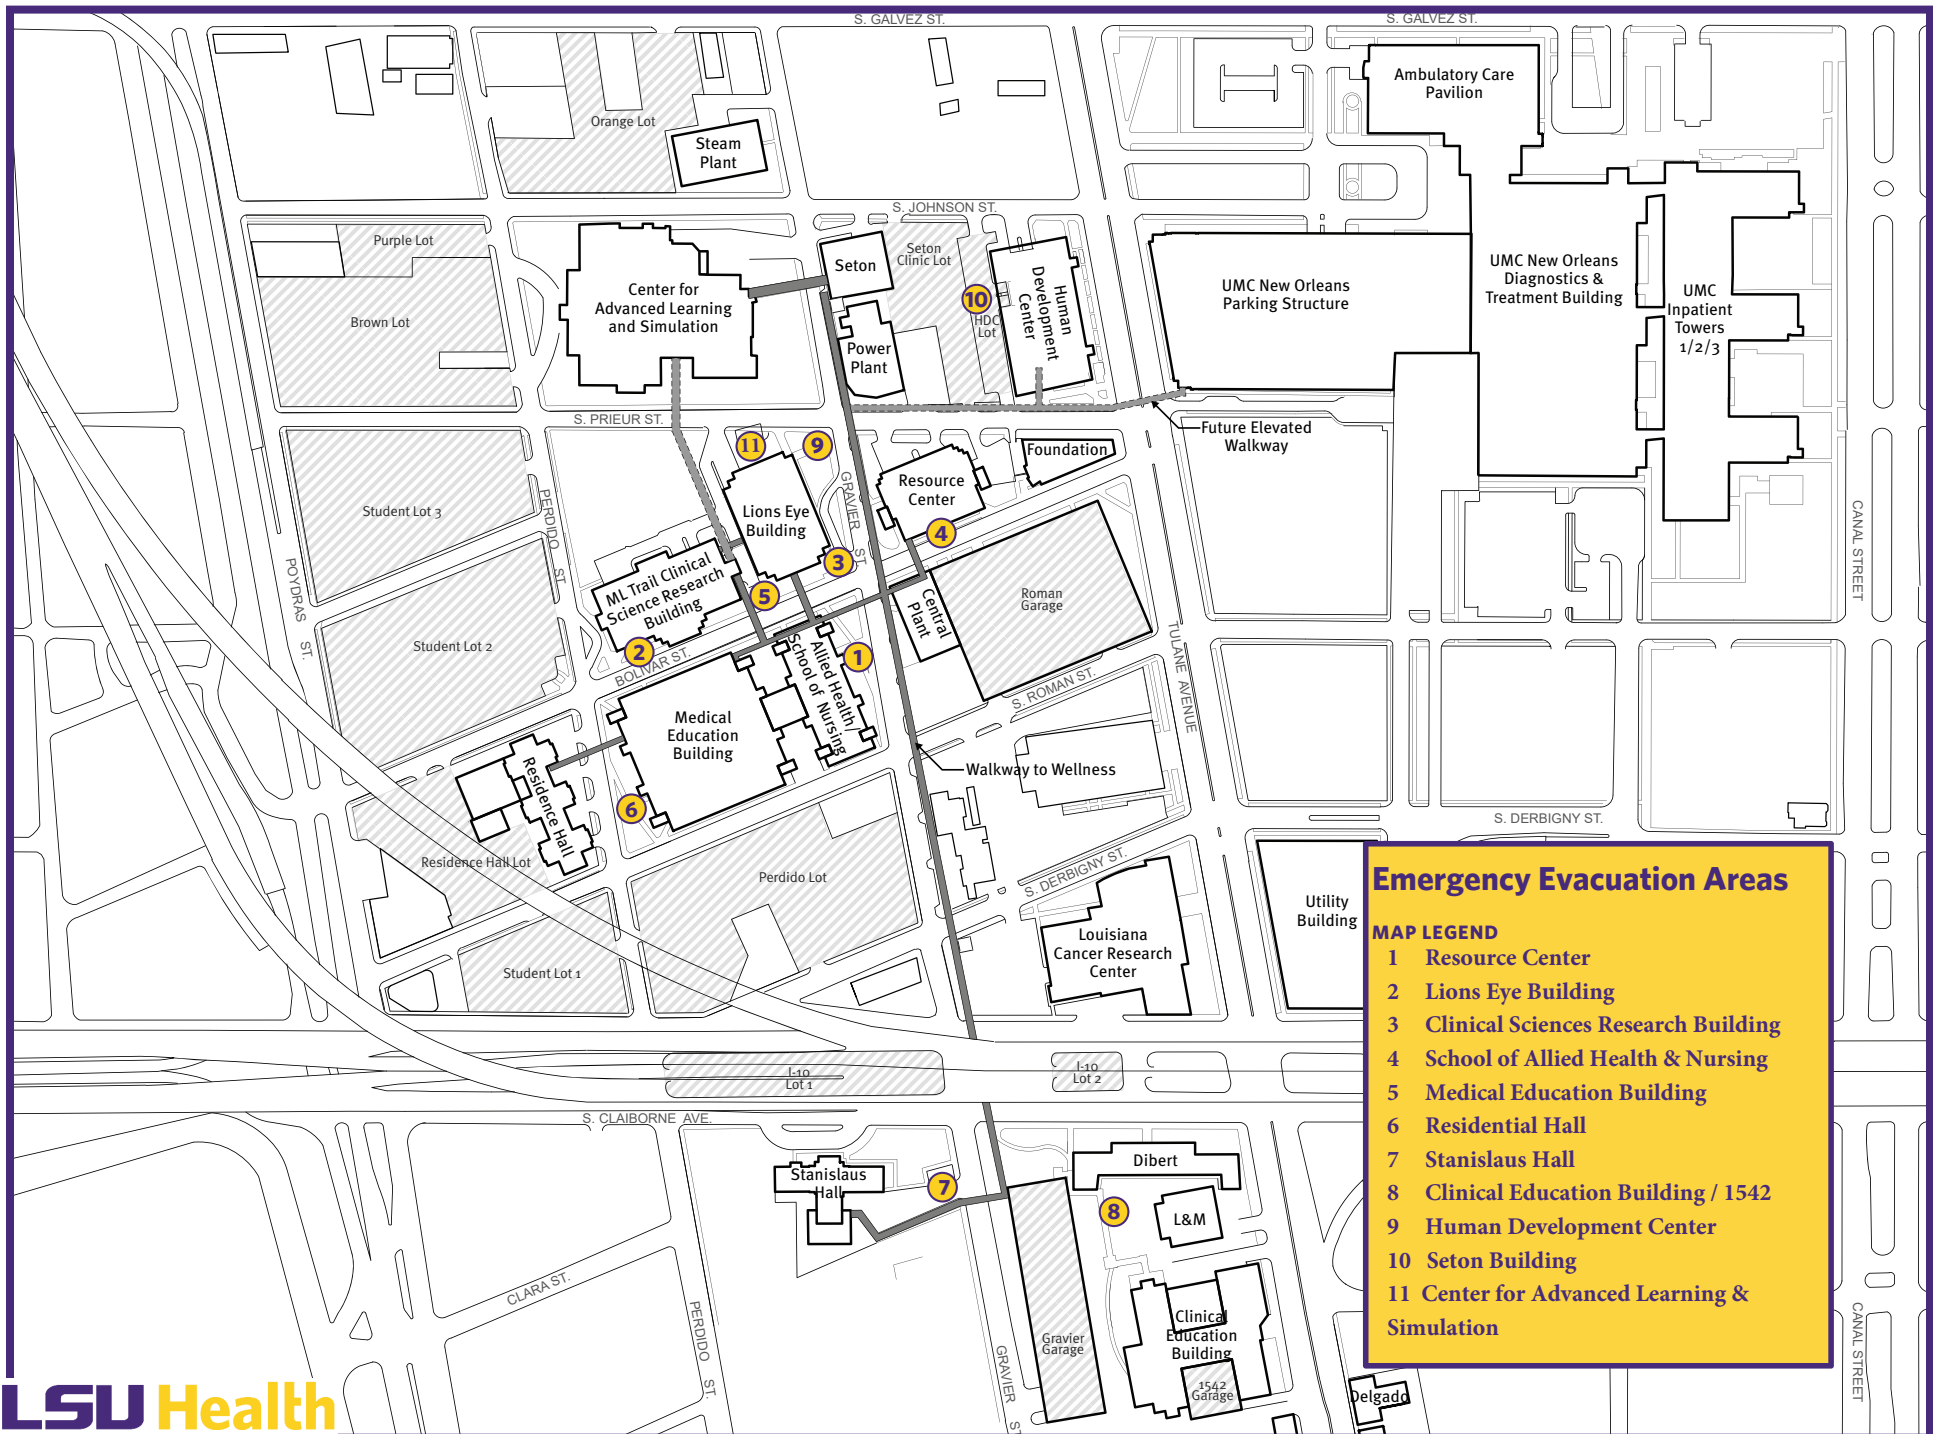 S. GALVEZ ST.
S. GALVEZ ST.
Ambulatory Care
Pavilion
Orange Lot
Steam
Plant
S. JOHNSON ST.
Purple Lot
Seton
Clinic Lot
Seton
Human
Development
Center
UMC New Orleans
Diagnostics &
Treatment Building
Center for
Advanced Learning
and Simulation
10
HDC
Lot
UMC New Orleans
Parking Structure
UMC
Inpatient
Towers
1/2/3
Brown Lot
Power
Plant
S. PRIEUR ST.
Future Elevated
Walkway
11
9
Foundation
Resource
Center
GRAVIER
ST.
Student Lot 3
PERDIDO
ST.
Lions Eye
Building
4
3
CANAL STREET
POYDRAS
ST.
ML Trail Clinical
Science Research
Building
5
Central
Plant
Roman
Garage
Student Lot 2
2
BOLIVAR ST.
Allied Health/
School of Nursing
1
TULANE AVENUE
S. ROMAN ST.
Medical
Education
Building
Walkway to Wellness
Residence Hall
6
S. DERBIGNY ST.
Residence Hall Lot
Perdido Lot
S. DERBIGNY ST.
Utility
Building
Louisiana
Cancer Research
Center
Student Lot 1
I-10
Lot 1
I-10
Lot 2
S. CLAIBORNE AVE.
Stanislaus
Hall
7
Dibert
8
L&M
CLARA ST.
PERDIDO
ST.
GRAVIER
ST
Gravier
Garage
Clinical
Education
Building
1542
Garage
Delgado
CANAL STREET
Emergency Evacuation Areas
MAP LEGEND
1 Resource Center
2 Lions Eye Building
3 Clinical Sciences Research Building
4 School of Allied Health & Nursing
5 Medical Education Building
6 Residential Hall
7 Stanislaus Hall
8 Clinical Education Building / 1542
9 Human Development Center
10 Seton Building
11 Center for Advanced Learning &
Simulation
LSU Health